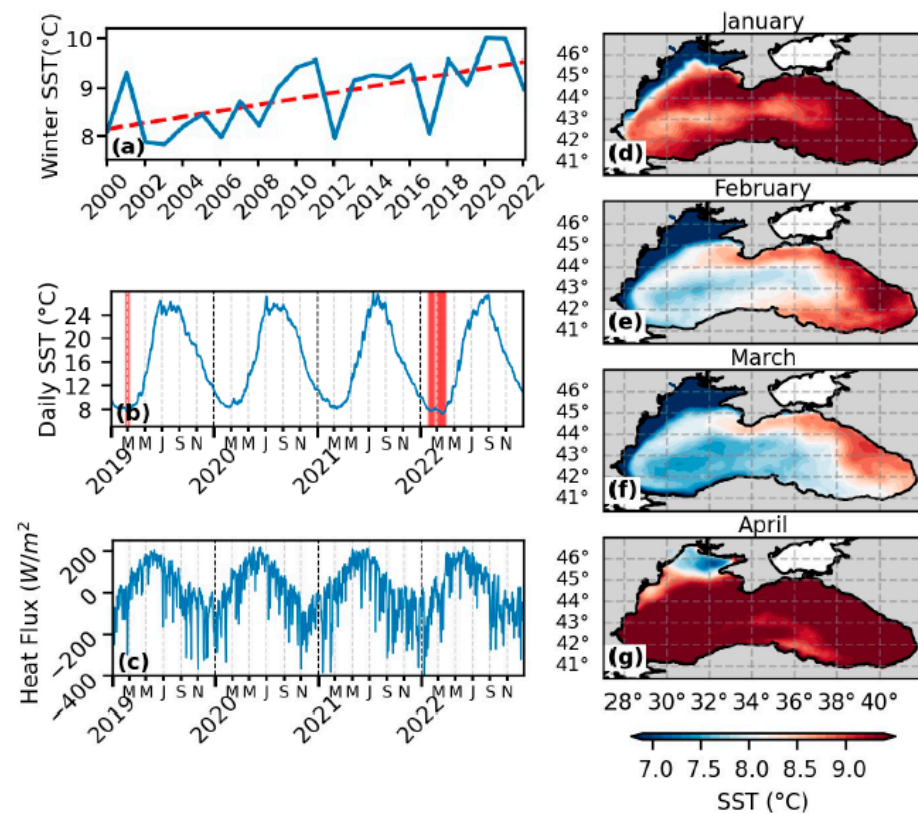 Winter SST(°C)
10
9
8
(a)
2000
2002
2004
2006
2008
2010
2012
2014
2016
2018
2020
2022
Daily SST (°C)
24
20
16
12
8
(b)
M M J S N M M J S N M M J S N M M J S N
2019
2020
2021
2022
Heat Flux (W/m²)
200
0
−200
−400
(c)
M M J S N M M J S N M M J S N M M J S N
2019
2020
2021
2022
January
46°
45°
44°
43°
42°
41°
(d)
February
46°
45°
44°
43°
42°
41°
(e)
March
46°
45°
44°
43°
42°
41°
(f)
April
46°
45°
44°
43°
42°
41°
(g)
28° 30° 32° 34° 36° 38° 40°
7.0 7.5 8.0 8.5 9.0
SST (°C)